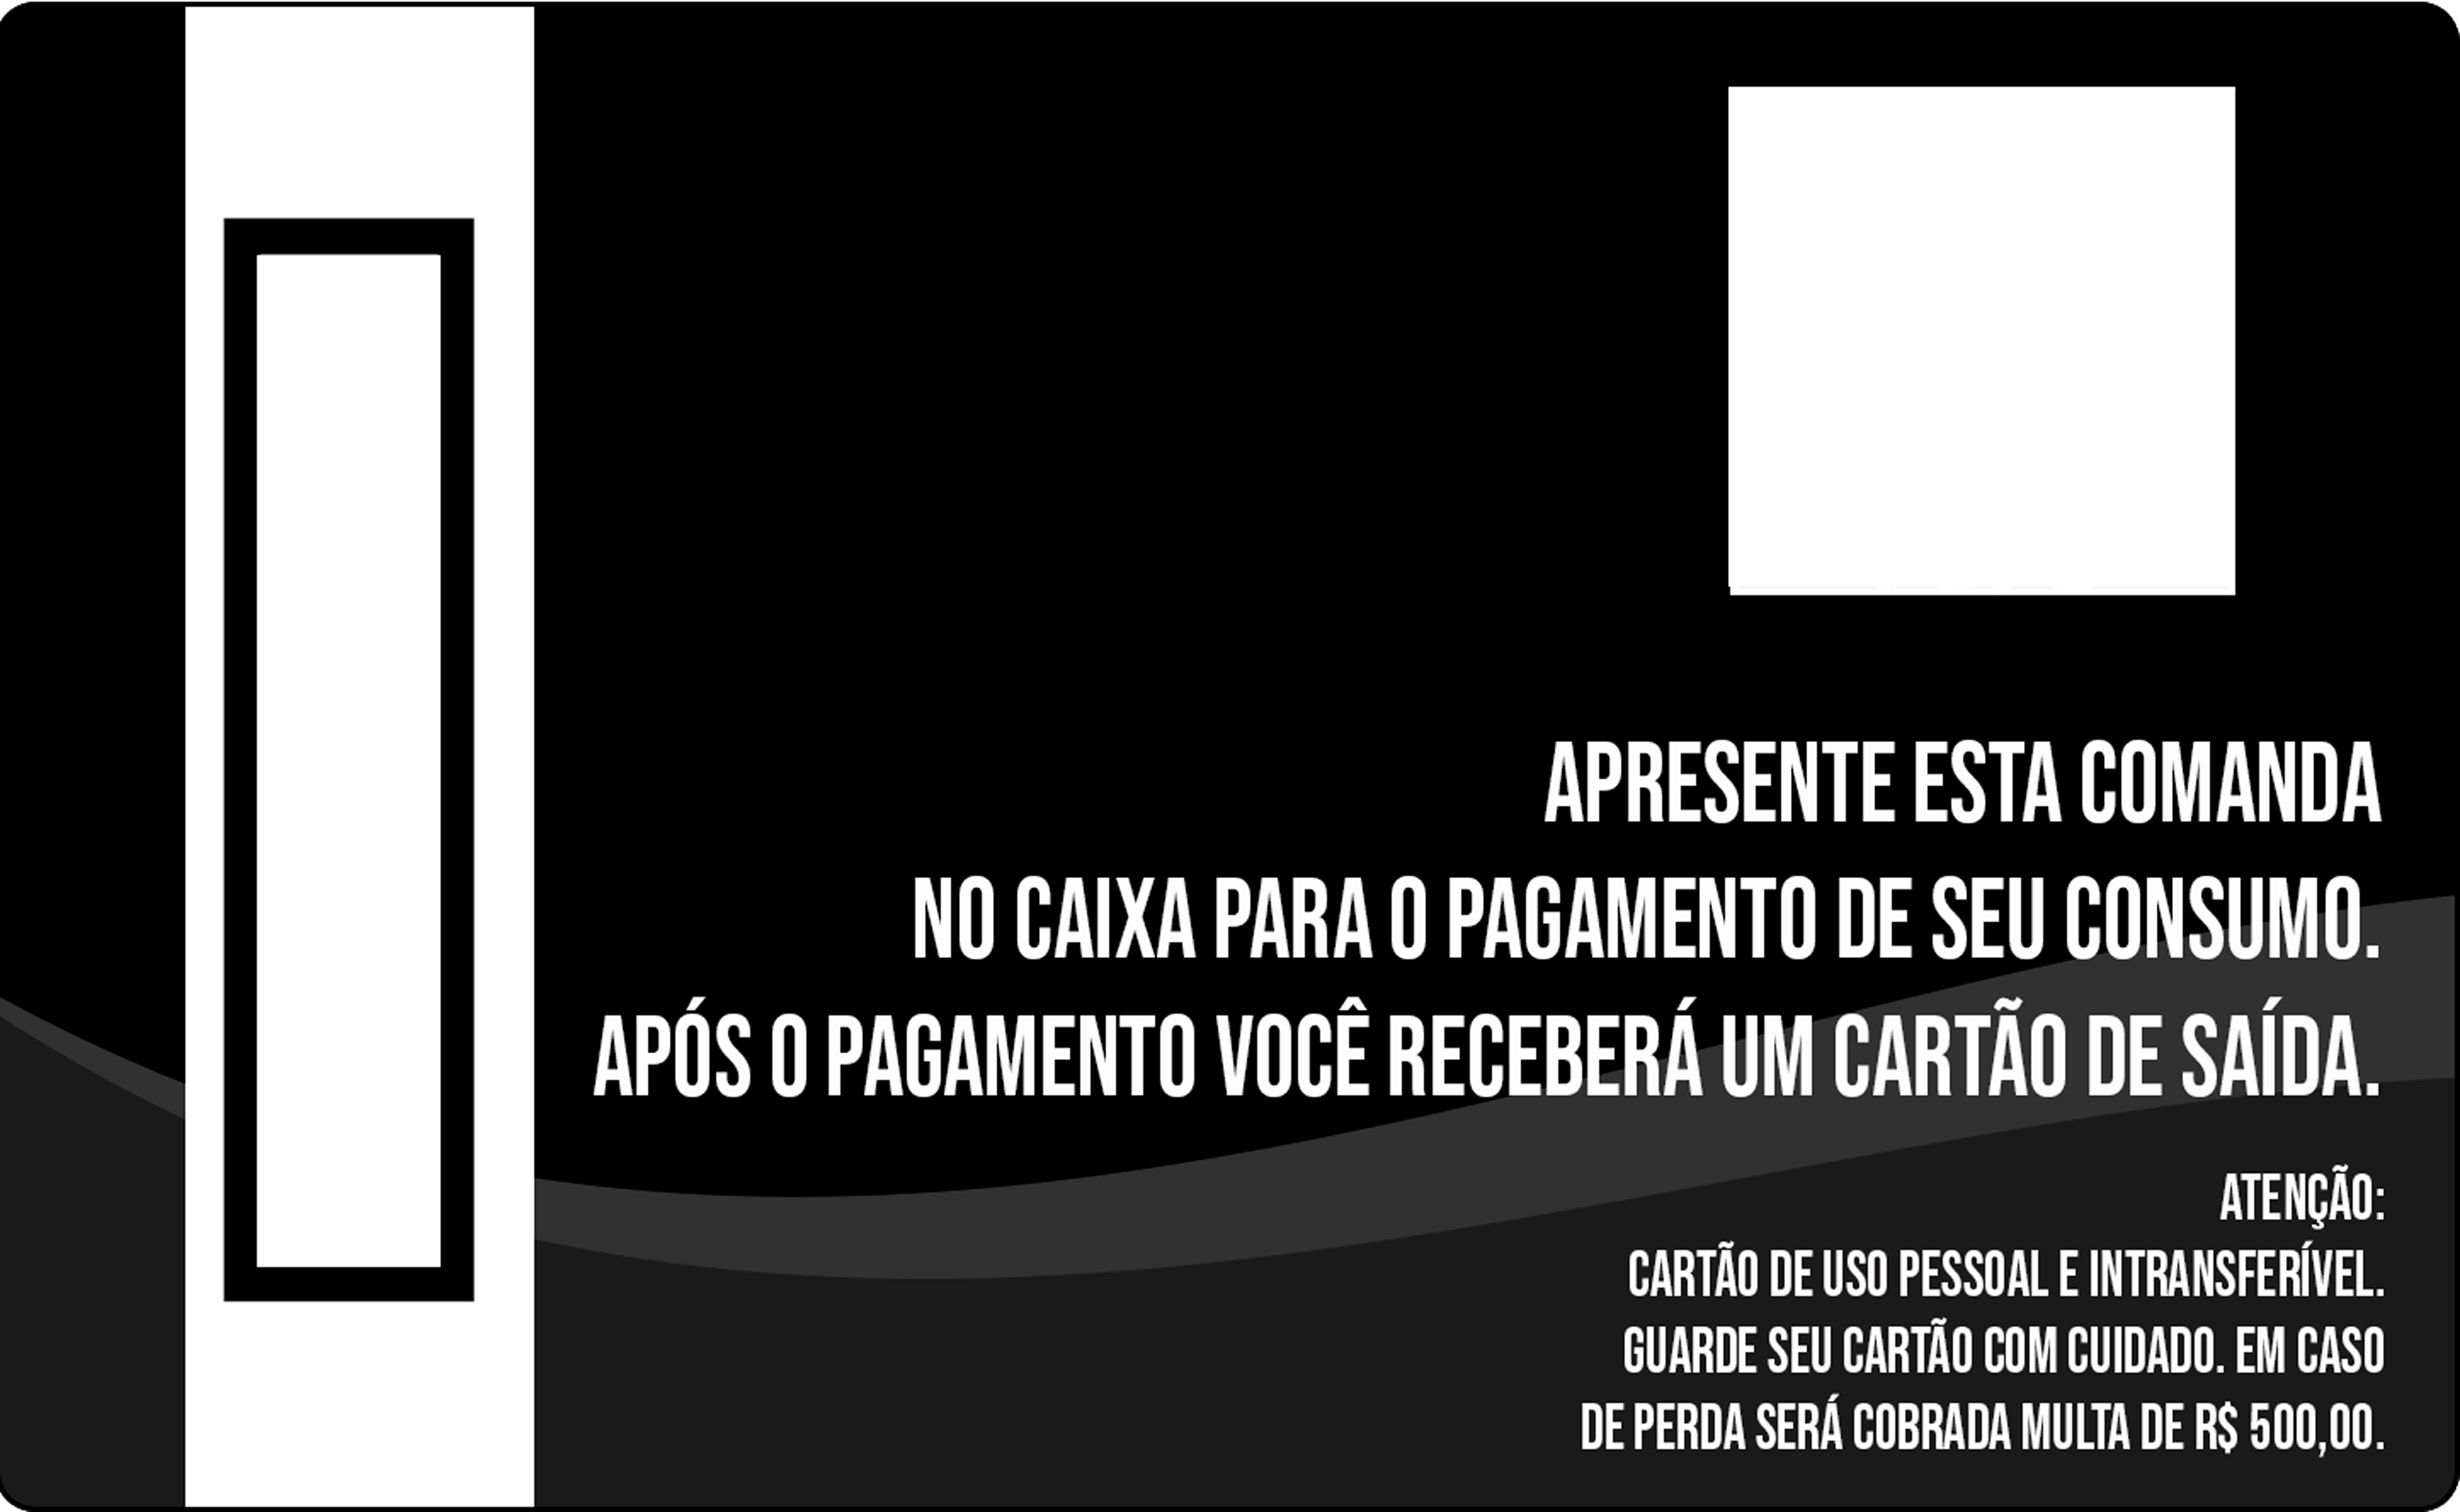 APRESENTE ESTA COMANDA
NO CAIXA PARA O PAGAMENTO DE SEU CONSUMO.
APÓS O PAGAMENTO VOCÊ RECEBERÁ UM CARTÃO DE SAÍDA.
ATENÇÃO:
CARTÃO DE USO PESSOAL E INTRANSFERÍVEL.
GUARDE SEU CARTÃO COM CUIDADO. EM CASO
DE PERDA SERÁ COBRADA MULTA DE R$ 500,00.